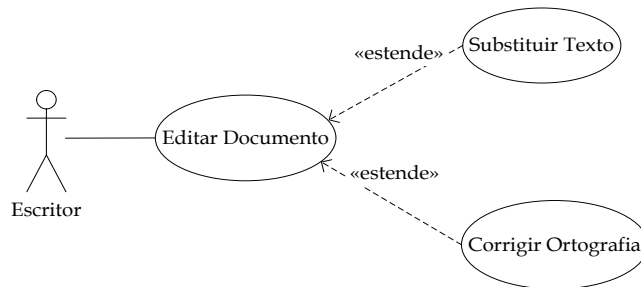 Substituir Texto
«estende»
Editar Documento
«estende»
Escritor
Corrigir Ortografia